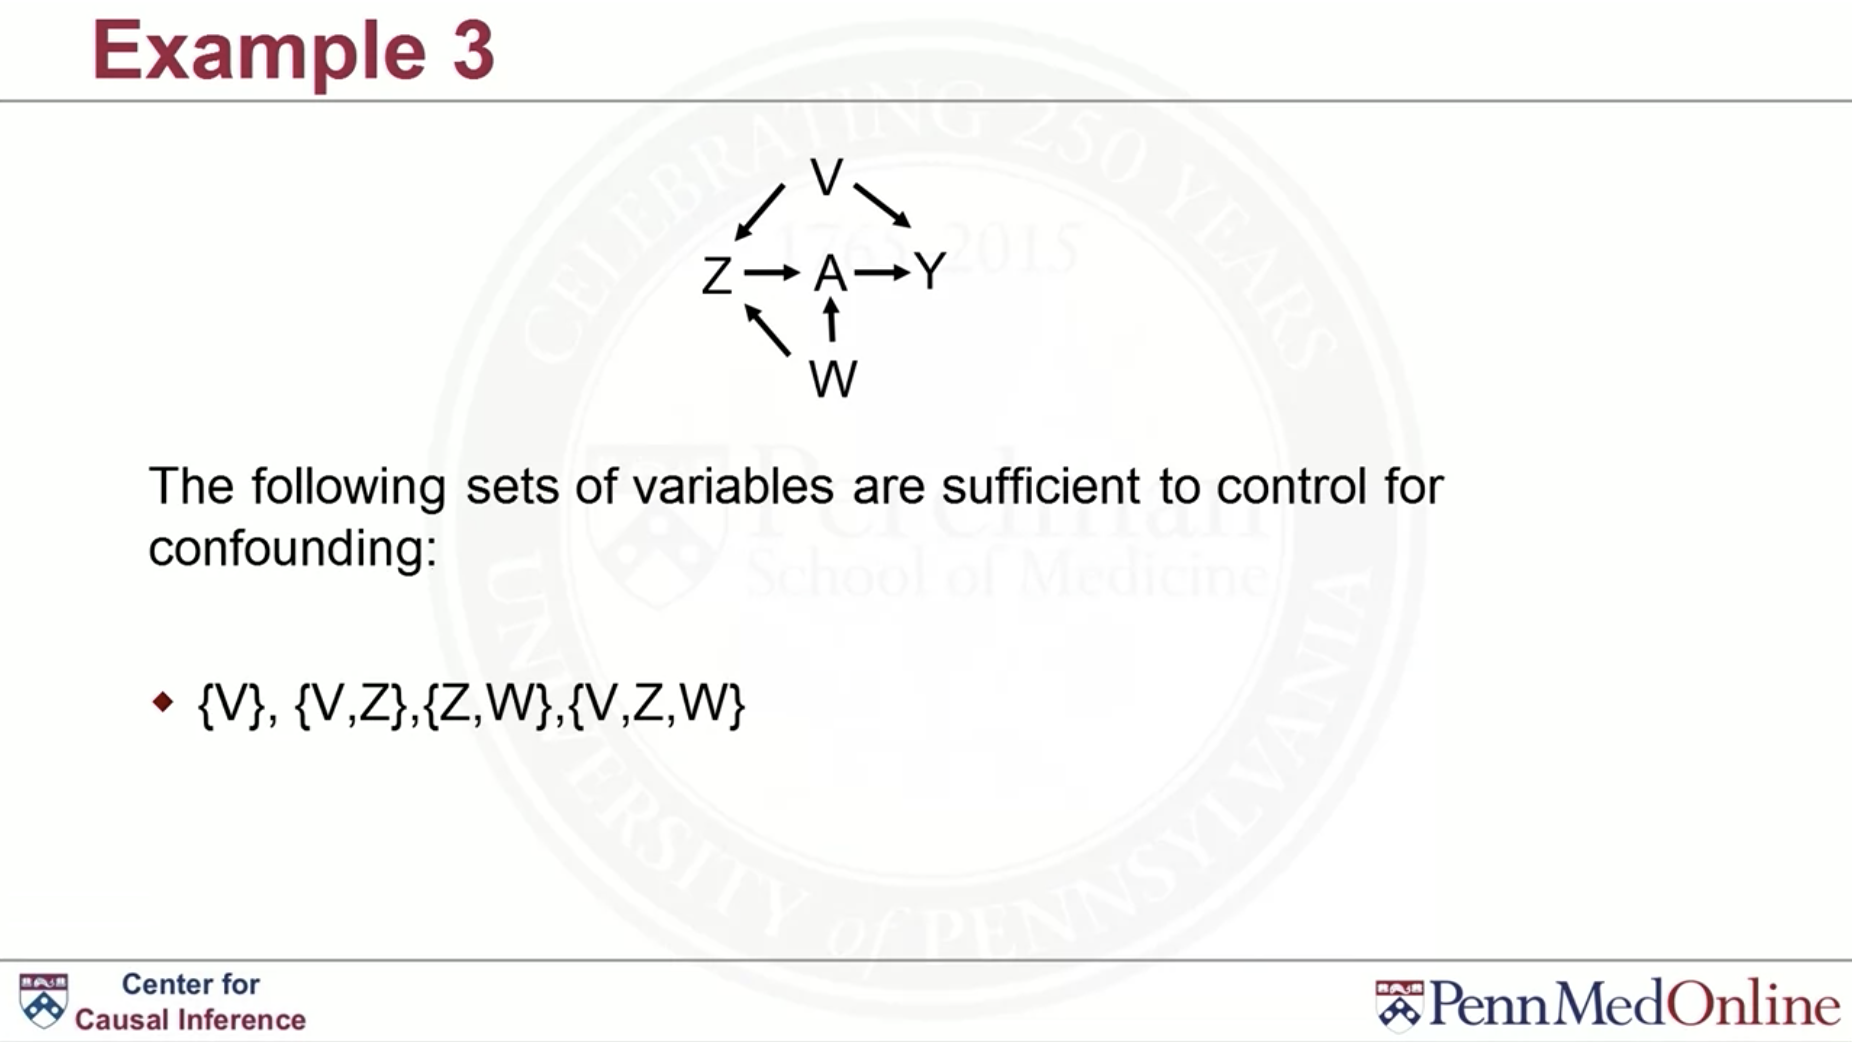 Example 3
CELEBRATING 250 YEARS
1765 2015
V
Z A Y
W
The following sets of variables are sufficient to control for
confounding:
Perelman
School of Medicine
{V}, {V,Z},{Z,W},{V,Z,W}
UNIVERSITY of PENNSYLVANIA
Center for
Causal Inference
PennMedOnline